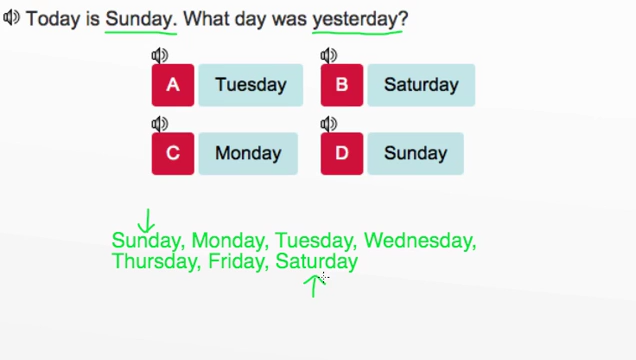 Today is Sunday. What day was yesterday?
A Tuesday B Saturday
C Monday D Sunday
Sunday, Monday, Tuesday, Wednesday,
Thursday, Friday, Saturday